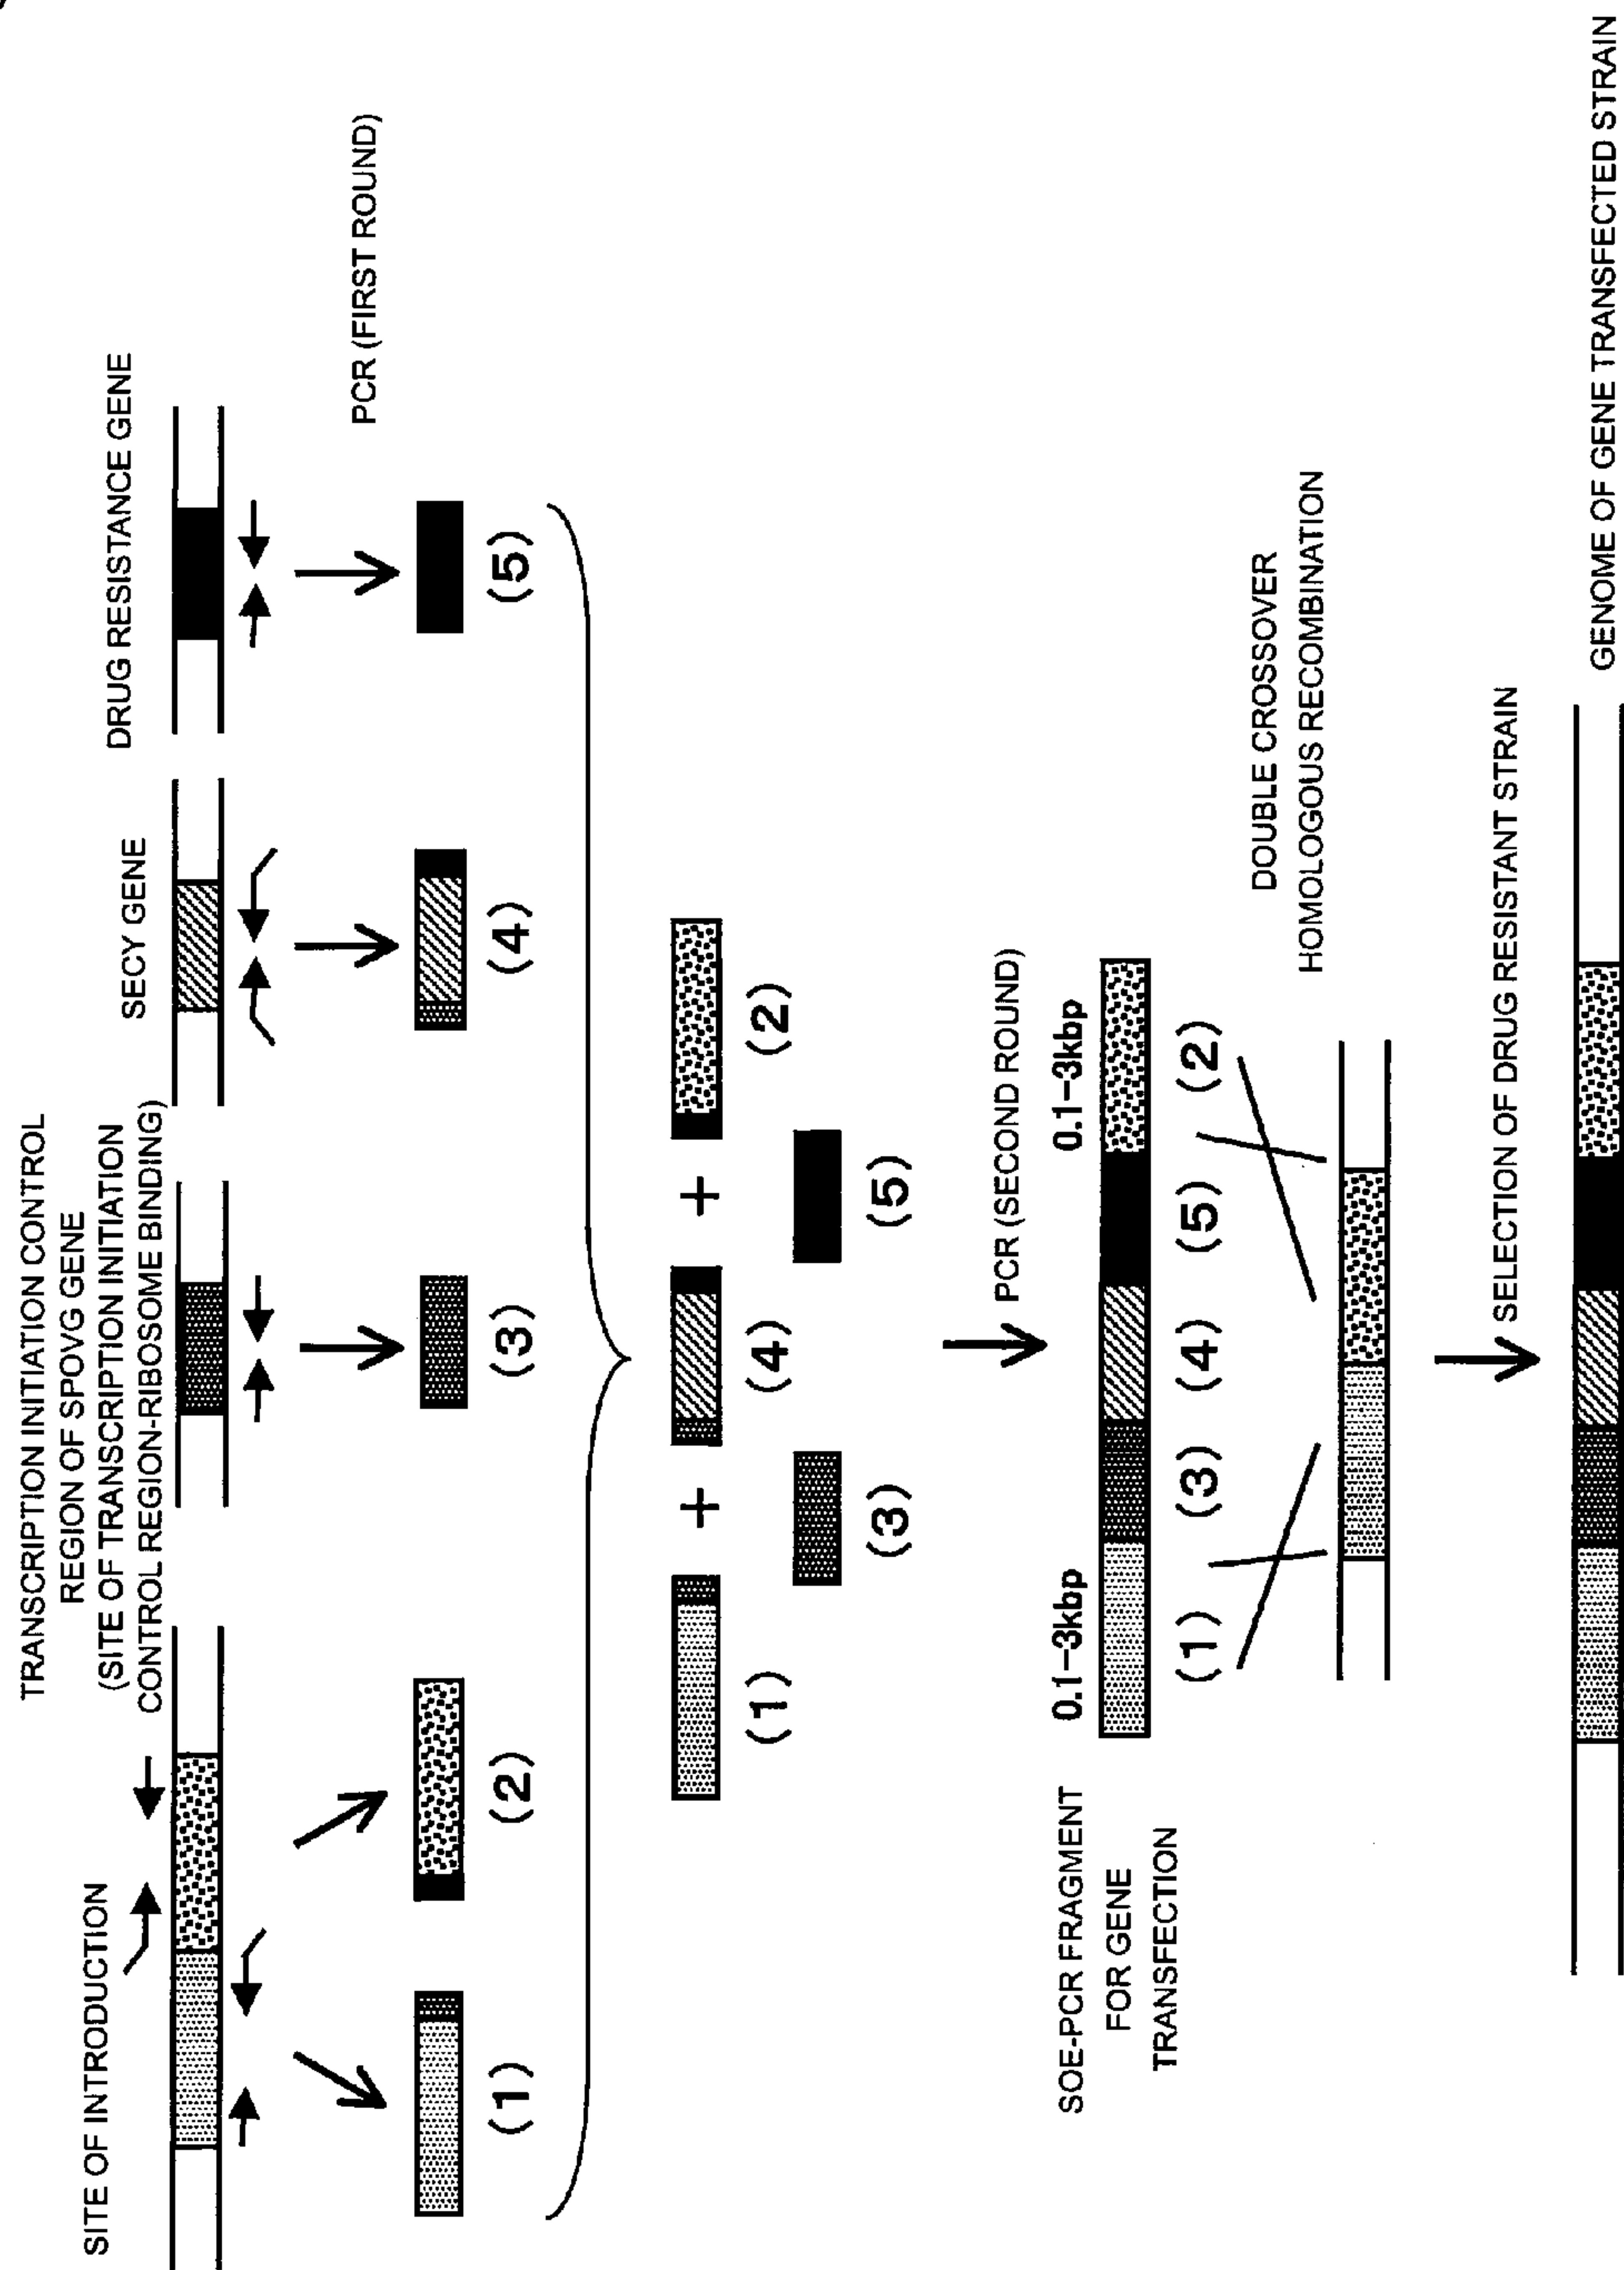 SITE OF INTRODUCTION
TRANSCRIPTION INITIATION CONTROL
REGION OF SPOVG GENE
(SITE OF TRANSCRIPTION INITIATION
CONTROL REGION-RIBOSOME BINDING)
SECY GENE
DRUG RESISTANCE GENE
PCR (FIRST ROUND)
(1)
(2)
(3)
(4)
(5)
+
+
(1)
(4)
(2)
(3)
(5)
PCR (SECOND ROUND)
SOE-PCR FRAGMENT
FOR GENE
TRANSFECTION
0.1-3kbp
0.1-3kbp
(1)
(3)
(4)
(5)
(2)
DOUBLE CROSSOVER
HOMOLOGOUS RECOMBINATION
SELECTION OF DRUG RESISTANT STRAIN
GENOME OF GENE TRANSFECTED STRAIN